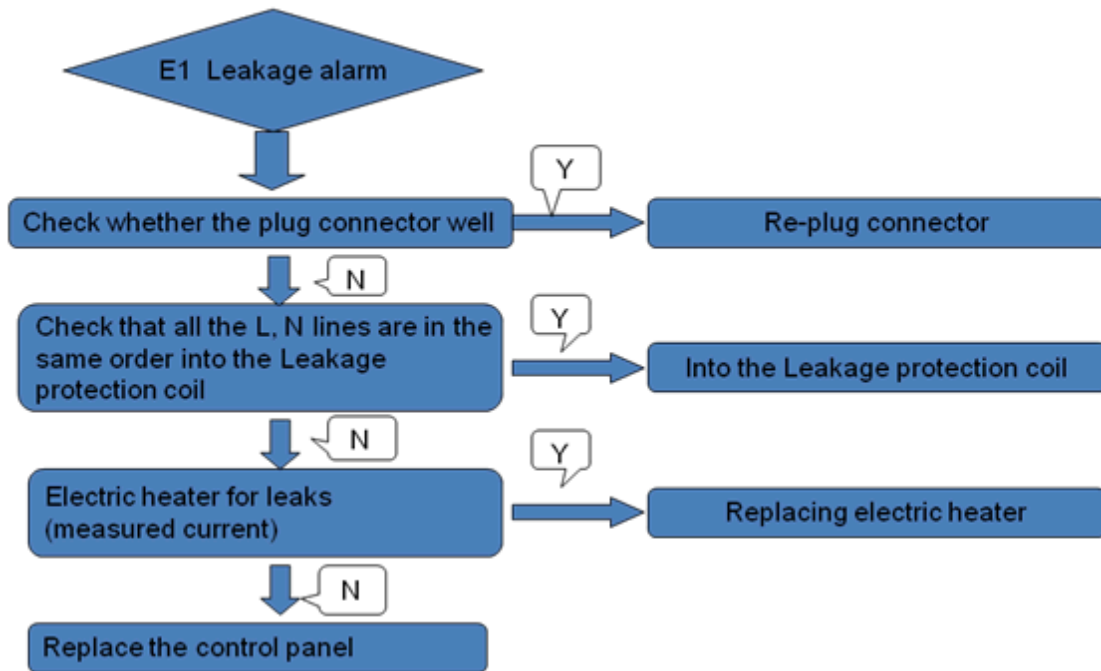 E1 Leakage alarm
Y
Check whether the plug connector well
Re-plug connector
N
Check that all the L, N lines are in the
same order into the Leakage
protection coil
Y
Into the Leakage protection coil
N
Electric heater for leaks
(measured current)
Y
Replacing electric heater
N
Replace the control panel